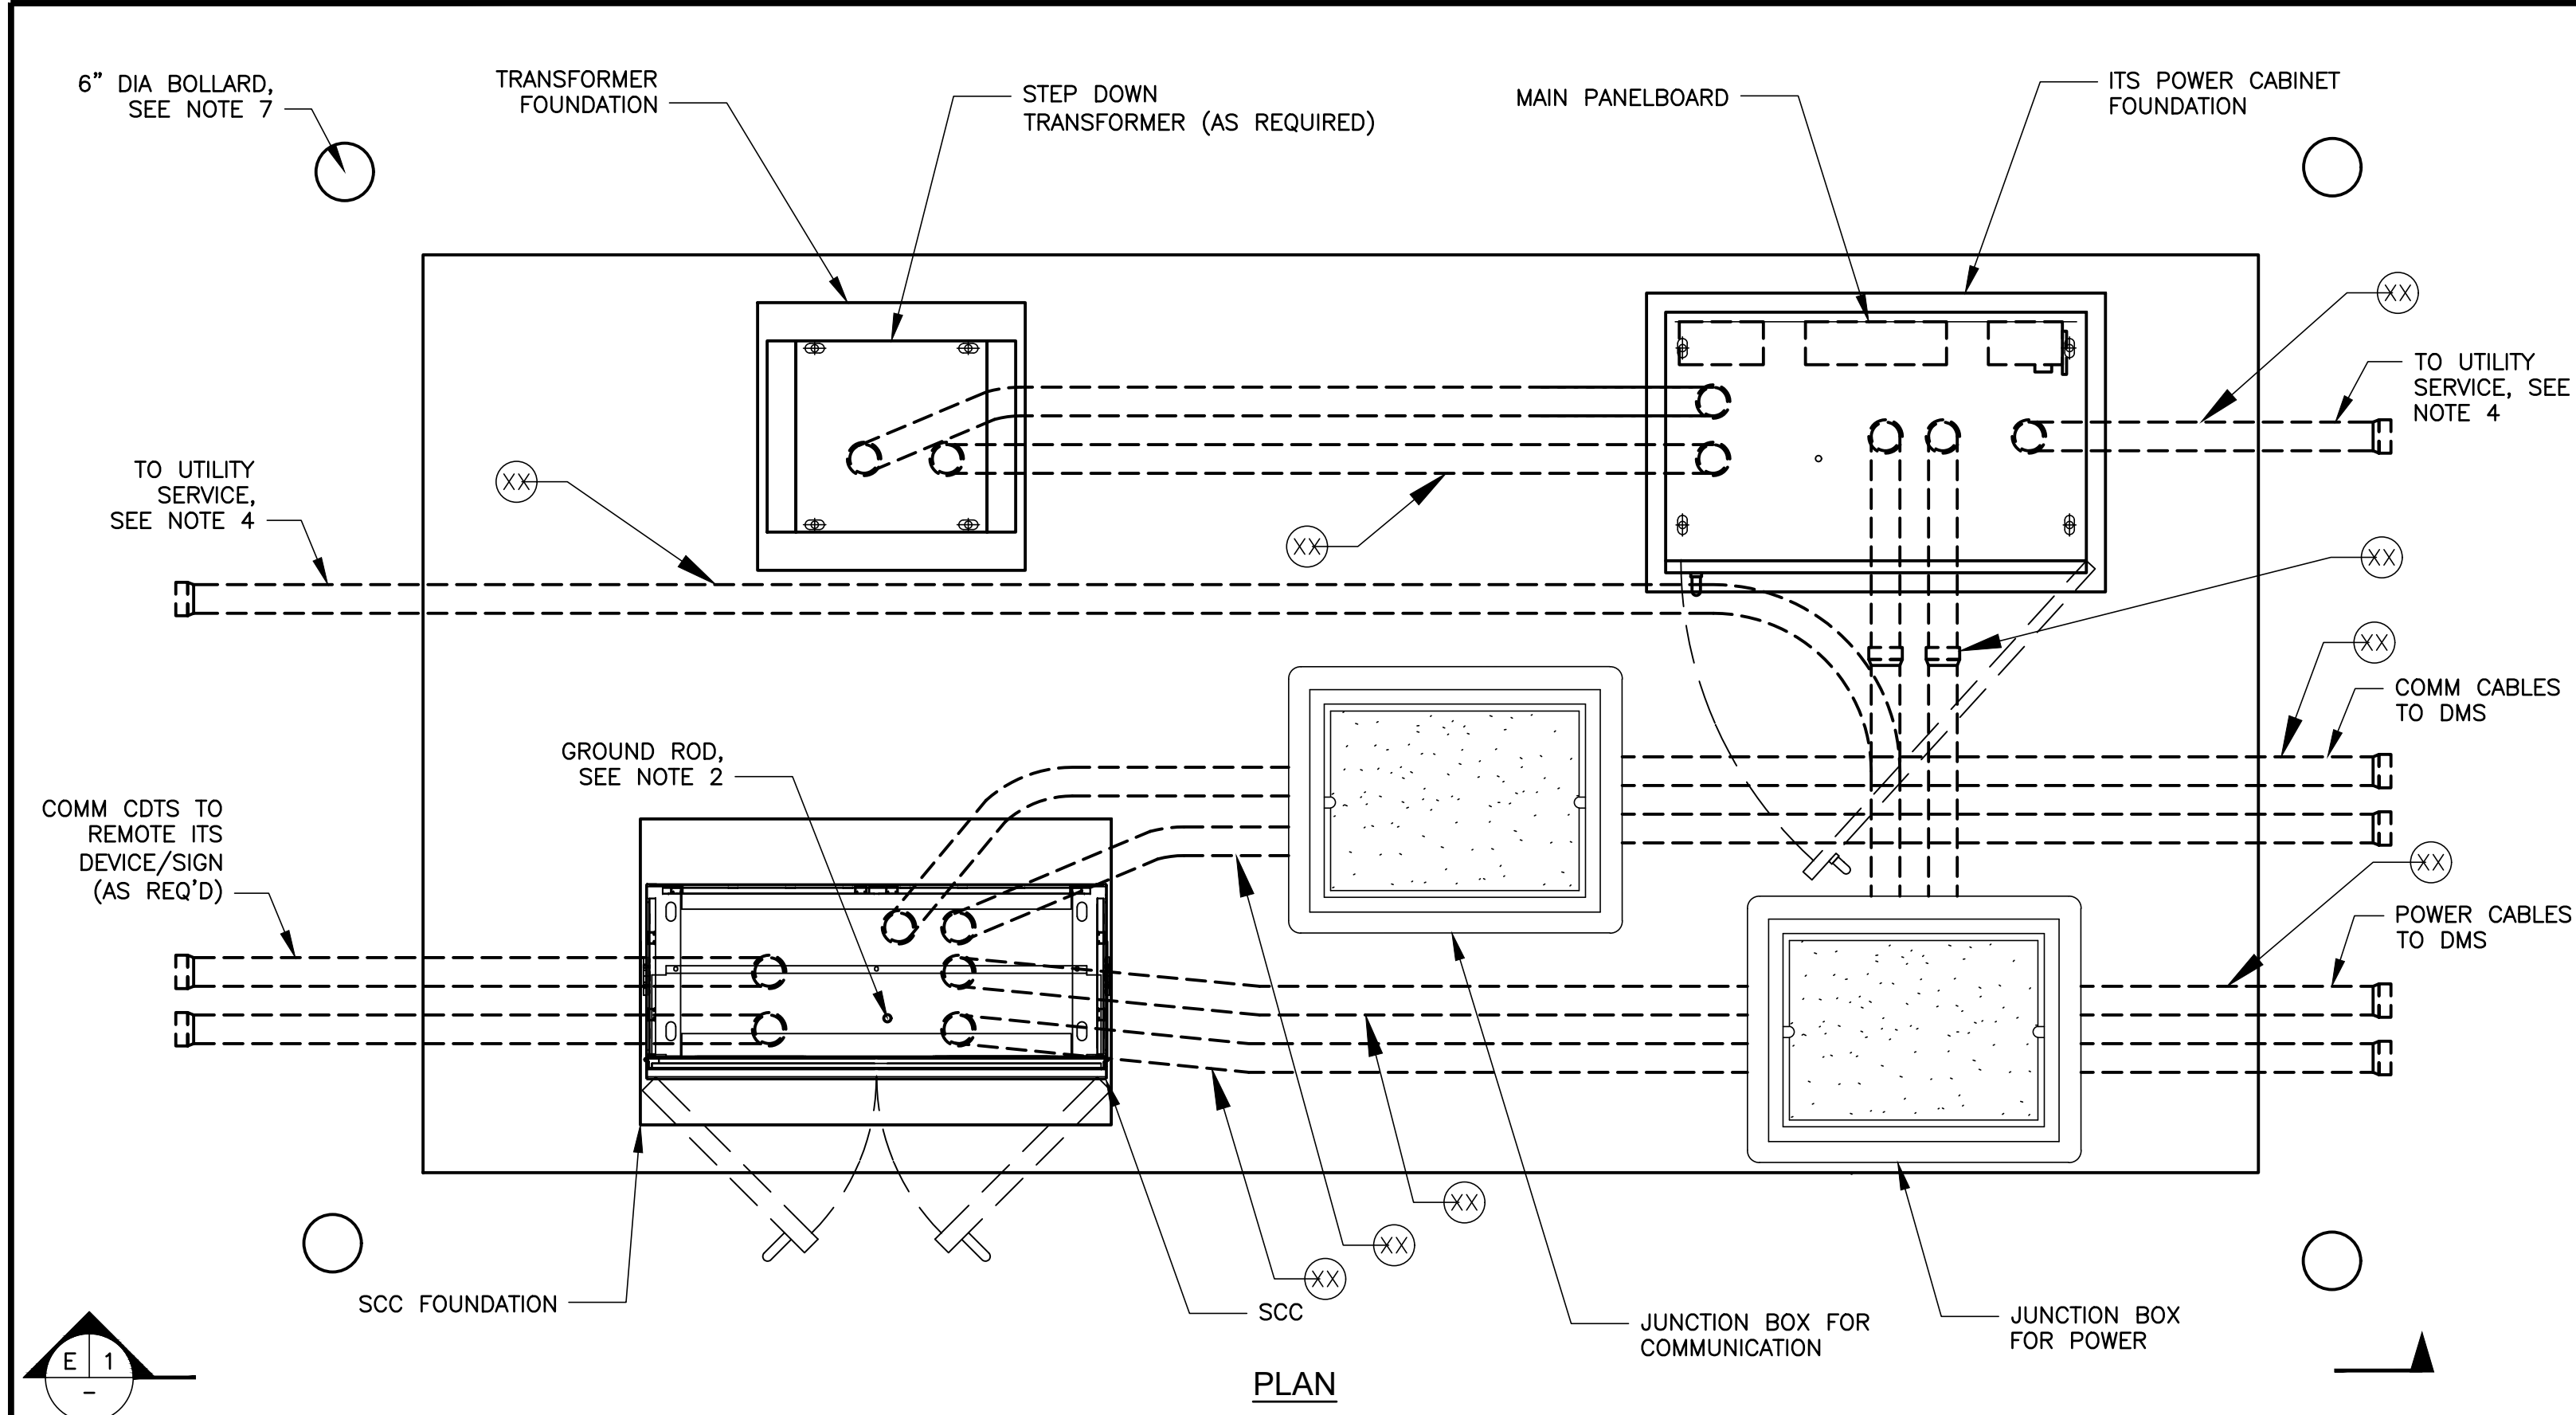 6” DIA BOLLARD,
SEE NOTE 7
TRANSFORMER
FOUNDATION
STEP DOWN
TRANSFORMER (AS REQUIRED)
MAIN PANELBOARD
ITS POWER CABINET
FOUNDATION
XX
TO UTILITY
SERVICE, SEE
NOTE 4
TO UTILITY
SERVICE,
SEE NOTE 4
XX
XX
XX
XX
COMM CABLES
TO DMS
GROUND ROD,
SEE NOTE 2
COMM CDTS TO
REMOTE ITS
DEVICE/SIGN
(AS REQ'D)
XX
POWER CABLES
TO DMS
XX
XX
XX
SCC FOUNDATION
SCC
JUNCTION BOX FOR
COMMUNICATION
JUNCTION BOX
FOR POWER
E 1
–
PLAN